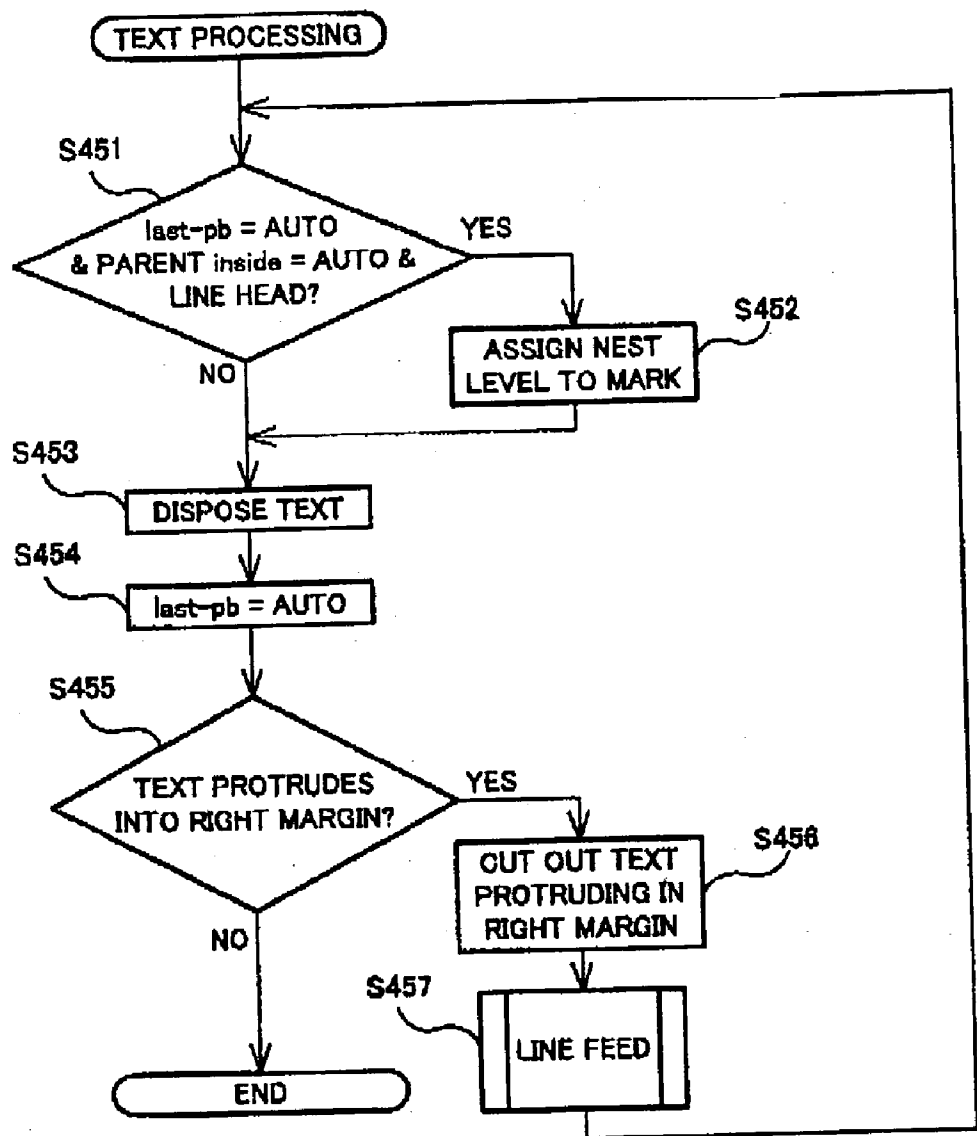 TEXT PROCESSING
S451
last-pb = AUTO
& PARENT inside = AUTO &
LINE HEAD?
YES
NO
S452
ASSIGN NEST
LEVEL TO MARK
S453
DISPOSE TEXT
S454
last-pb = AUTO
S455
TEXT PROTRUDES
INTO RIGHT MARGIN?
YES
NO
S456
CUT OUT TEXT
PROTRUDING IN
RIGHT MARGIN
S457
LINE FEED
END